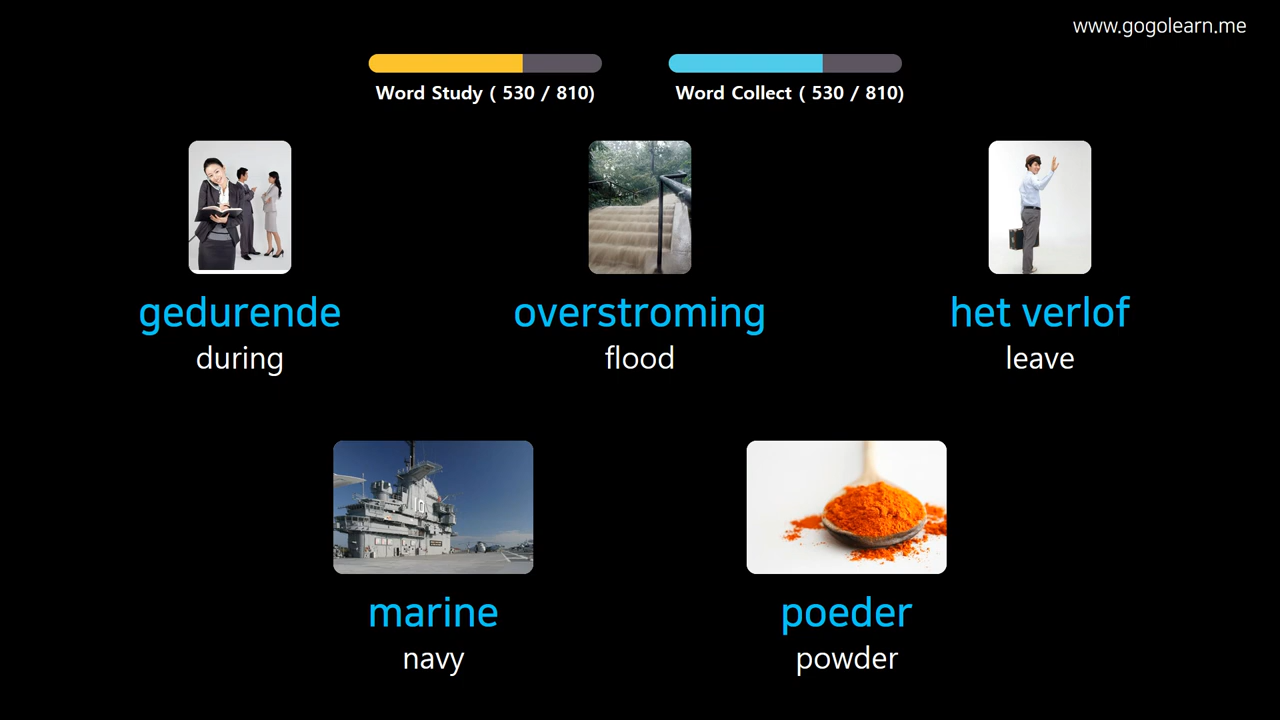 www.gogolearn.me
Word Study ( 530 / 810)
Word Collect ( 530 / 810)
gedurende
during
overstroming
flood
het verlof
leave
10
marine
navy
poeder
powder